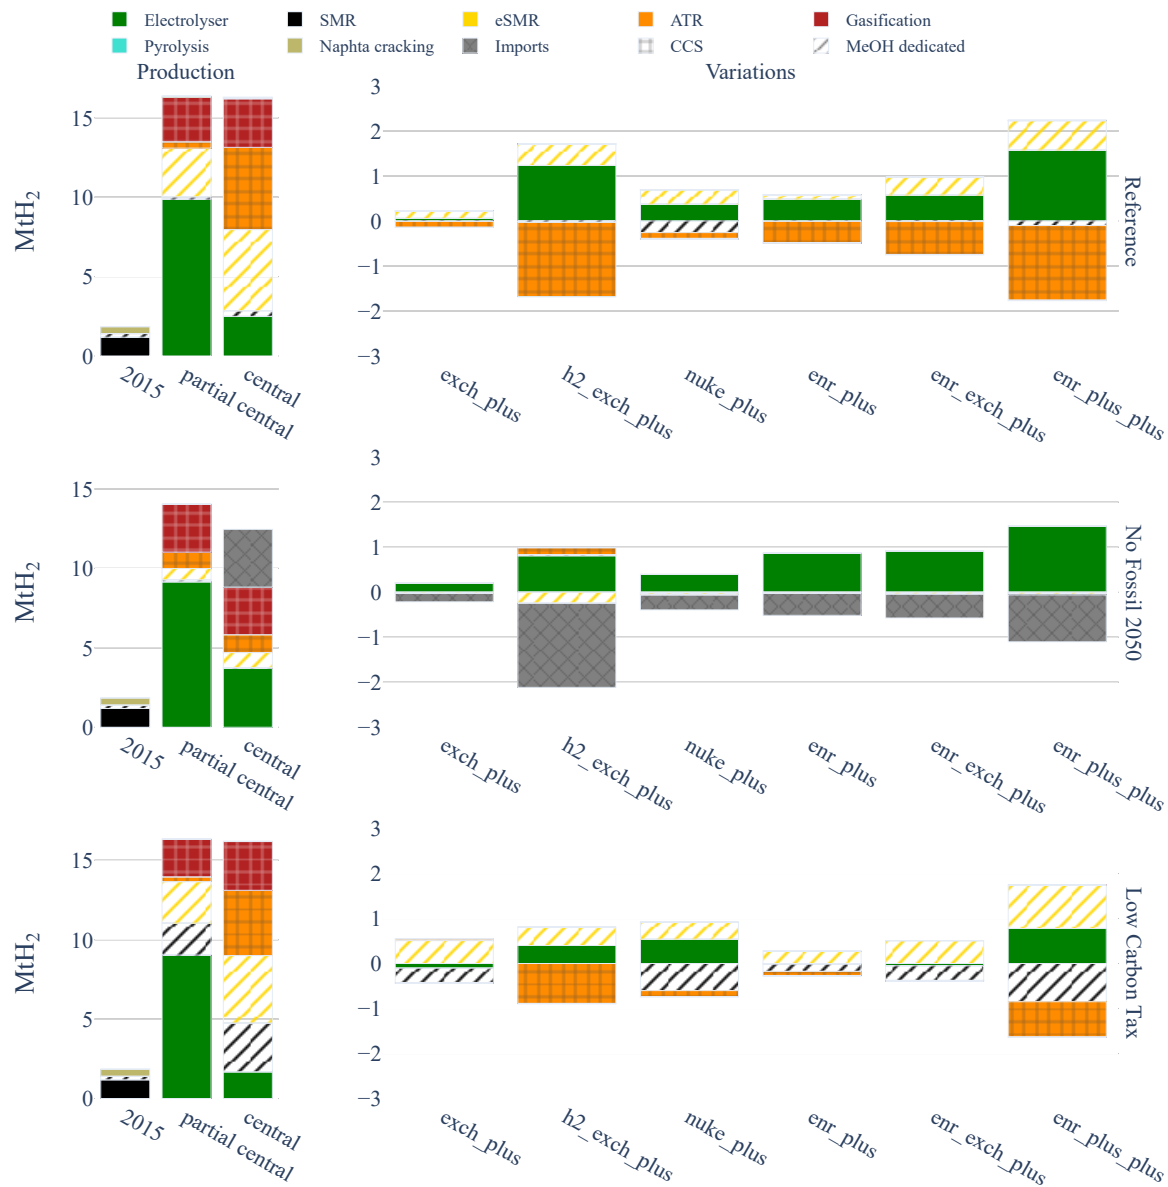 Electrolyser SMR eSMR ATR Gasification
Pyrolysis Naphta cracking Imports CCS MeOH dedicated
Production Variations
MtH2
15
10
5
0
2015 partial central central
3
2
1
0
−1
−2
−3
exch_plus h2_exch_plus nuke_plus enr_plus enr_exch_plus enr_plus_plus
Reference
MtH2
15
10
5
0
2015 partial central central
3
2
1
0
−1
−2
−3
exch_plus h2_exch_plus nuke_plus enr_plus enr_exch_plus enr_plus_plus
No Fossil 2050
MtH2
15
10
5
0
2015 partial central central
3
2
1
0
−1
−2
−3
exch_plus h2_exch_plus nuke_plus enr_plus enr_exch_plus enr_plus_plus
Low Carbon Tax